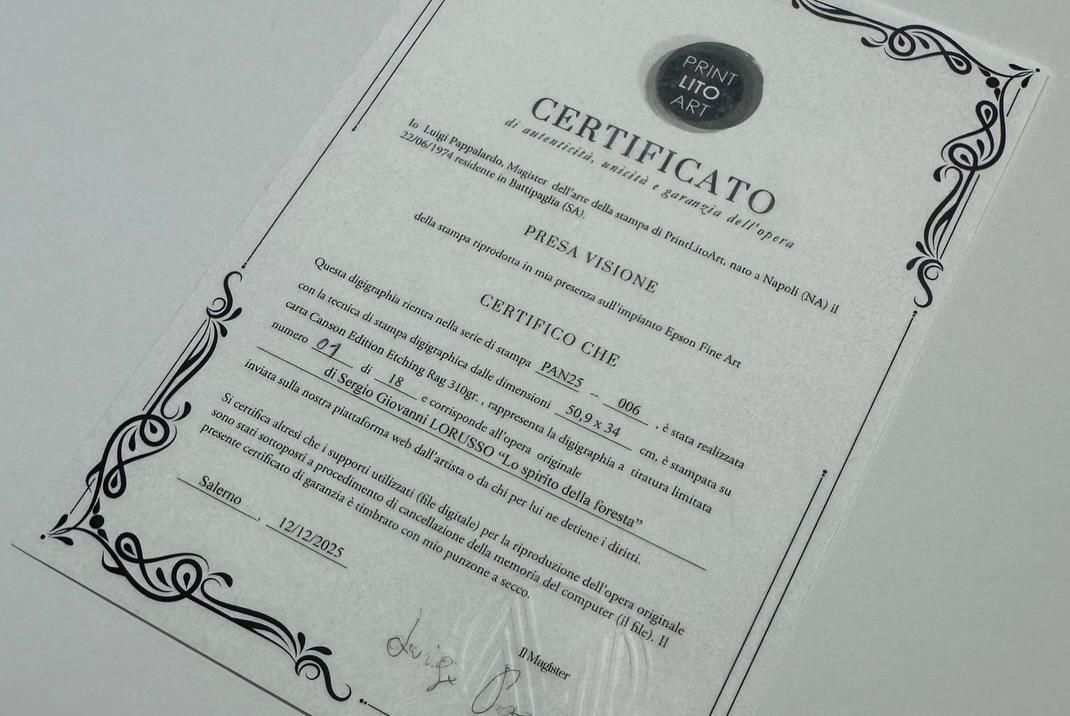 PRINT
LITO
ART
CERTIFICATO
di autenticità, unicità e garanzia dell'opera
Io Luigi Pappalardo, Magister dell'arte della stampa di PrintLitoArt, nato a Napoli (NA) il
22/06/1974 residente in Battipaglia (SA).
PRESA VISIONE
della stampa riprodotta in mia presenza sull'impianto Epson Fine Art
CERTIFICO CHE
Questa digigraphia rientra nella serie di stampa PAN25 -- 006 , è stata realizzata
con la tecnica di stampa digigraphica dalle dimensioni 50,9 x 34 cm, è stampata su
carta Canson Edition Etching Rag 310gr. , rappresenta la digigraphia a tiratura limitata
numero 01 di 18 e corrisponde all'opera originale
di Sergio Giovanni LORUSSO “Lo spirito della foresta”
inviata sulla nostra piattaforma web dall'artista o da chi per lui ne detiene i diritti.
Si certifica altresì che i supporti utilizzati (file digitale) per la riproduzione dell'opera originale
sono stati sottoposti a procedimento di cancellazione della memoria del computer (il file). Il
presente certificato di garanzia è timbrato con mio punzone a secco.
Salerno , 12/12/2025
Il Magister
Luigi